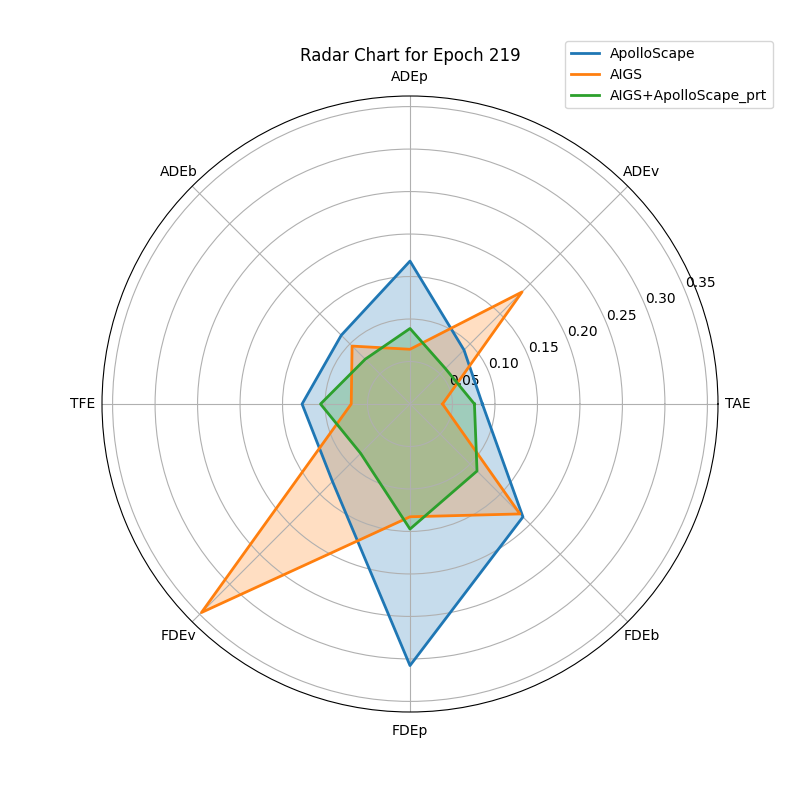 Radar Chart for Epoch 219
ApolloScape
AIGS
AIGS+ApolloScape_prt
ADEp
ADEb
ADEv
0.35
0.30
0.25
0.20
0.15
0.10
0.05
TFE
TAE
FDEv
FDEb
FDEp